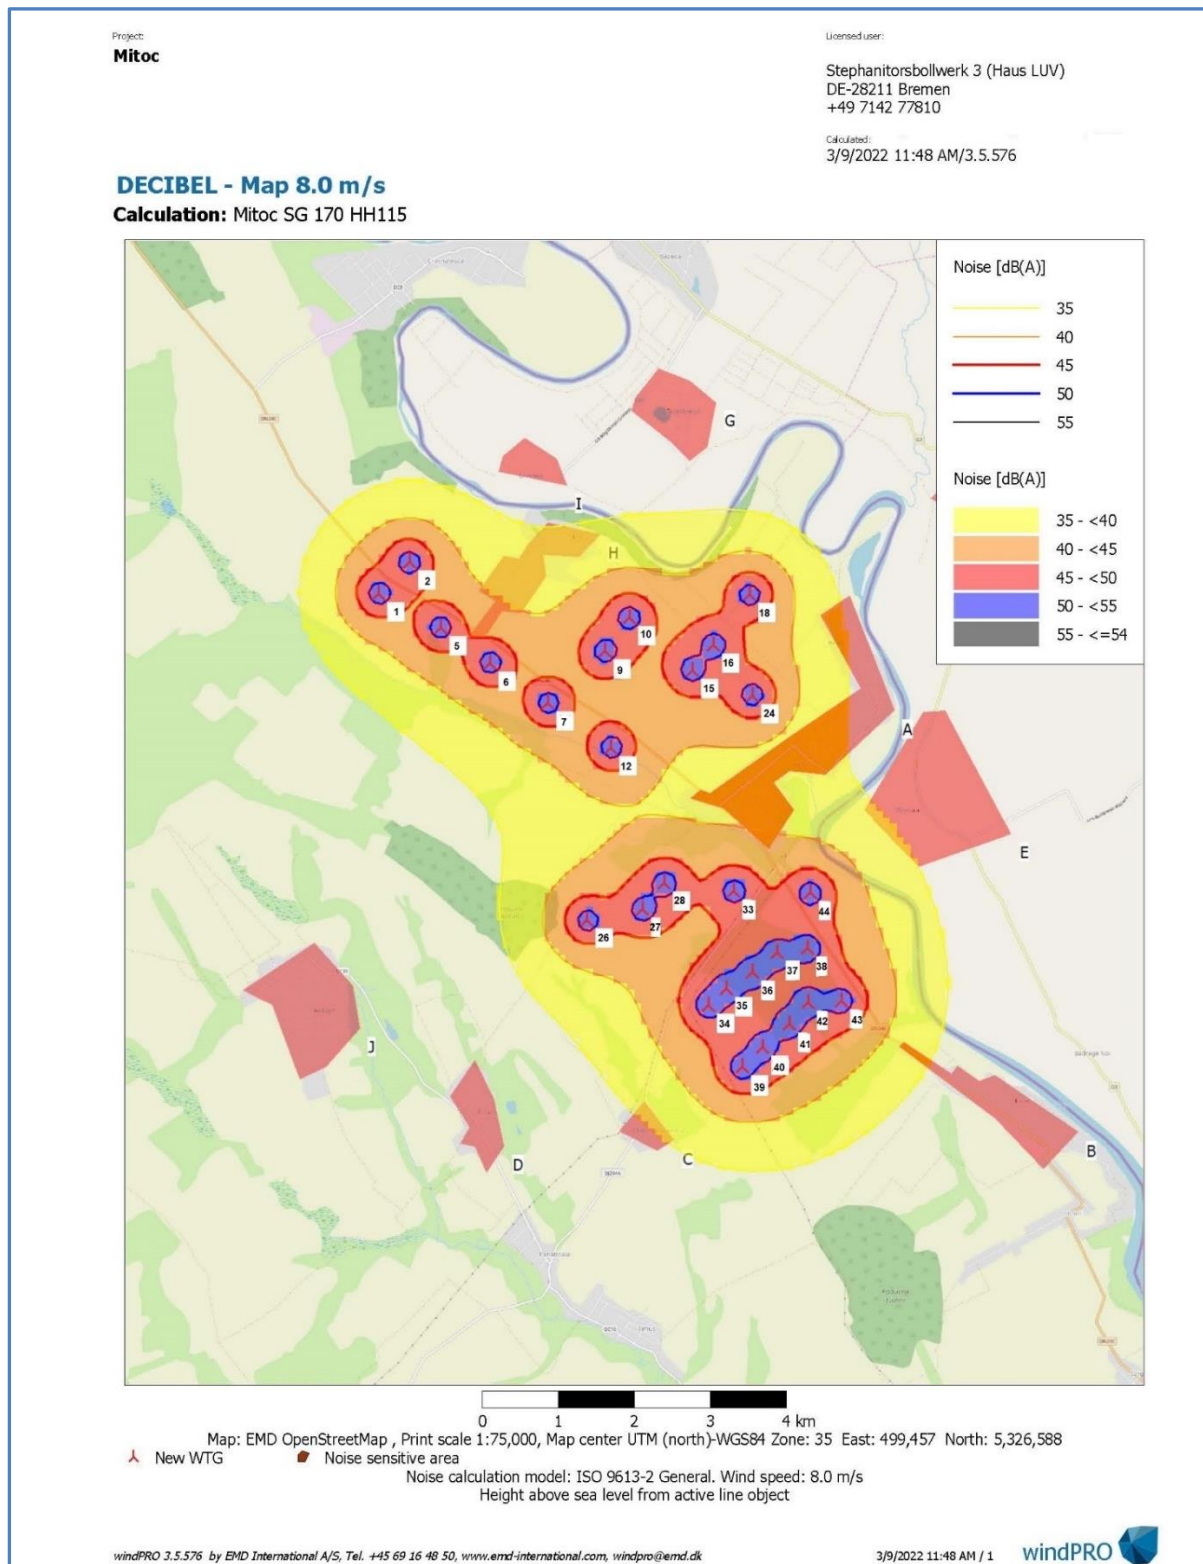 Project:
Mitoc
Licensed user:
Stephanitorsbollwerk 3 (Haus LUV)
DE-28211 Bremen
+49 7142 77810
Calculated:
3/9/2022 11:48 AM/3.5.576
DECIBEL - Map 8.0 m/s
Calculation: Mitoc SG 170 HH115
Noise [dB(A)]
35
40
45
50
55
Noise [dB(A)]
35 - <40
40 - <45
45 - <50
50 - <55
55 - <=54
G
I
H
2
1
5
10
18
6
9
16
15
24
7
A
12
E
28
33
44
27
26
37
38
36
35
34
42
43
41
40
39
J
D
C
B
0 1 2 3 4 km
Map: EMD OpenStreetMap , Print scale 1:75,000, Map center UTM (north)-WGS84 Zone: 35 East: 499,457 North: 5,326,588
New WTG Noise sensitive area
Noise calculation model: ISO 9613-2 General. Wind speed: 8.0 m/s
Height above sea level from active line object
windPRO 3.5.576 by EMD International A/S, Tel. +45 69 16 48 50, www.emd-international.com, windpro@emd.dk
3/9/2022 11:48 AM / 1
windPRO